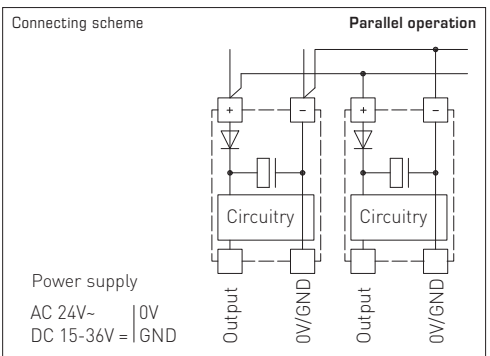 Connecting scheme Parallel operation
+ − + −
Circuitry Circuitry
Power supply
AC 24V~ 0V
DC 15-36V = GND
Output 0V/GND Output 0V/GND